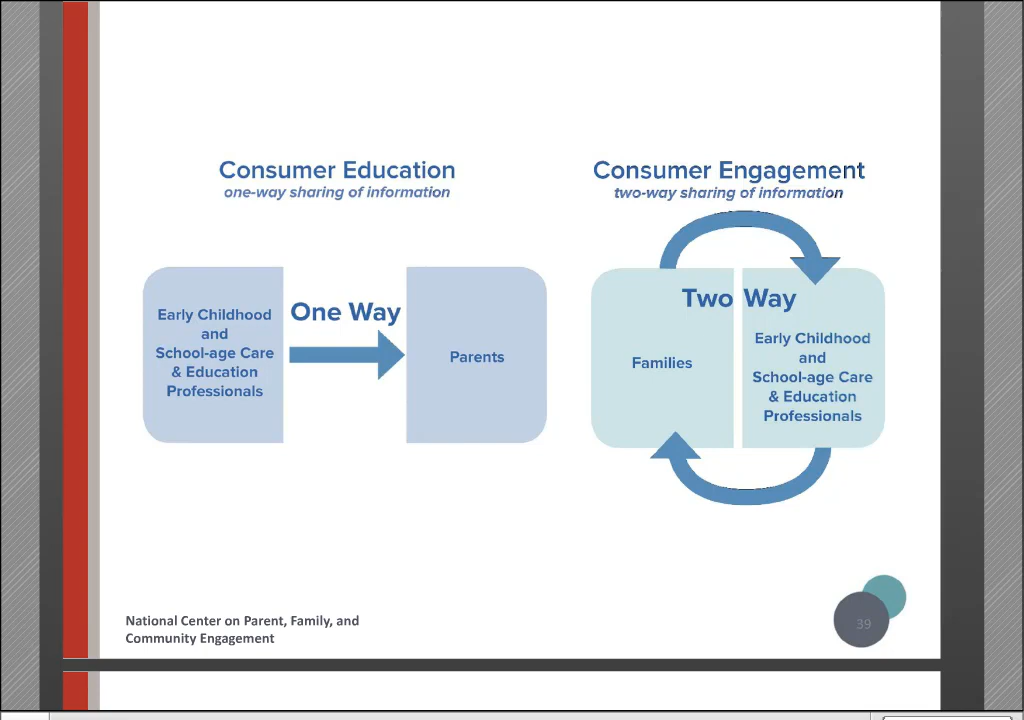 Consumer Education
one-way sharing of information
Early Childhood
and
School-age Care
& Education
Professionals
One Way
Parents
Consumer Engagement
two-way sharing of information
Two Way
Families
Early Childhood
and
School-age Care
& Education
Professionals
National Center on Parent, Family, and
Community Engagement
39